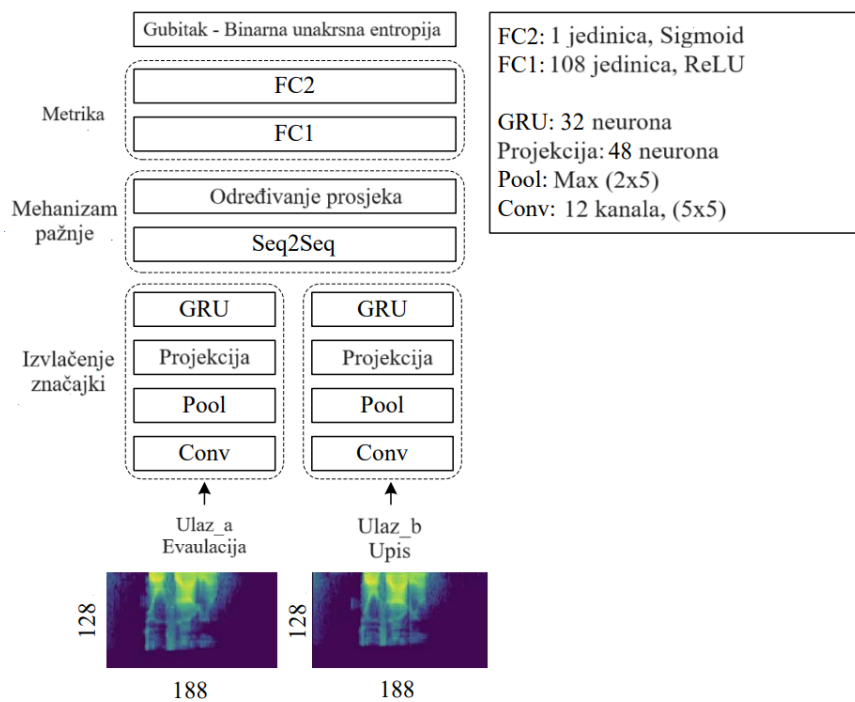 Gubitak - Binarna unakrsna entropija
Metrika
FC2
FC1
Mehanizam
pažnje
Određivanje prosjeka
Seq2Seq
Izvlačenje
značajki
GRU
Projekcija
Pool
Conv
GRU
Projekcija
Pool
Conv
Ulaz_a
Evaulacija
Ulaz_b
Upis
128
188
128
188
FC2: 1 jedinica, Sigmoid
FC1: 108 jedinica, ReLU
GRU: 32 neurona
Projekcija: 48 neurona
Pool: Max (2x5)
Conv: 12 kanala, (5x5)